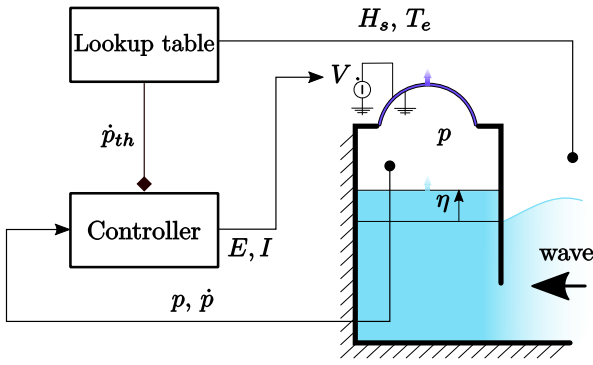 H_s, T_e
Lookup table
V
ṗ_th
p
η
Controller
E, I
wave
p, ṗ